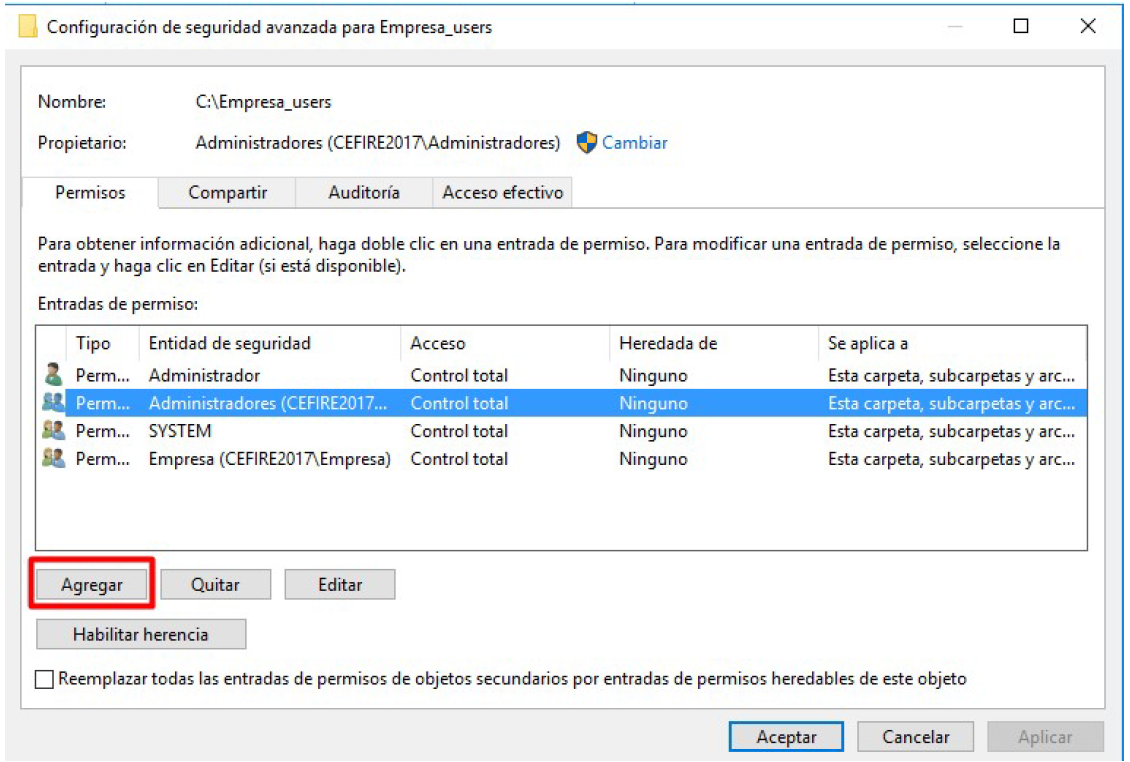 Configuración de seguridad avanzada para Empresa_users
Nombre: C:\Empresa_users
Propietario: Administradores (CEFIRE2017\Administradores) Cambiar
Permisos Compartir Auditoría Acceso efectivo
Para obtener información adicional, haga doble clic en una entrada de permiso. Para modificar una entrada de permiso, seleccione la
entrada y haga clic en Editar (si está disponible).
Entradas de permiso:
Tipo Entidad de seguridad Acceso Heredada de Se aplica a
Perm... Administrador Control total Ninguno Esta carpeta, subcarpetas y arc...
Perm... Administradores (CEFIRE2017... Control total Ninguno Esta carpeta, subcarpetas y arc...
Perm... SYSTEM Control total Ninguno Esta carpeta, subcarpetas y arc...
Perm... Empresa (CEFIRE2017\Empresa) Control total Ninguno Esta carpeta, subcarpetas y arc...
Agregar Quitar Editar
Habilitar herencia
Reemplazar todas las entradas de permisos de objetos secundarios por entradas de permisos heredables de este objeto
Aceptar Cancelar Aplicar